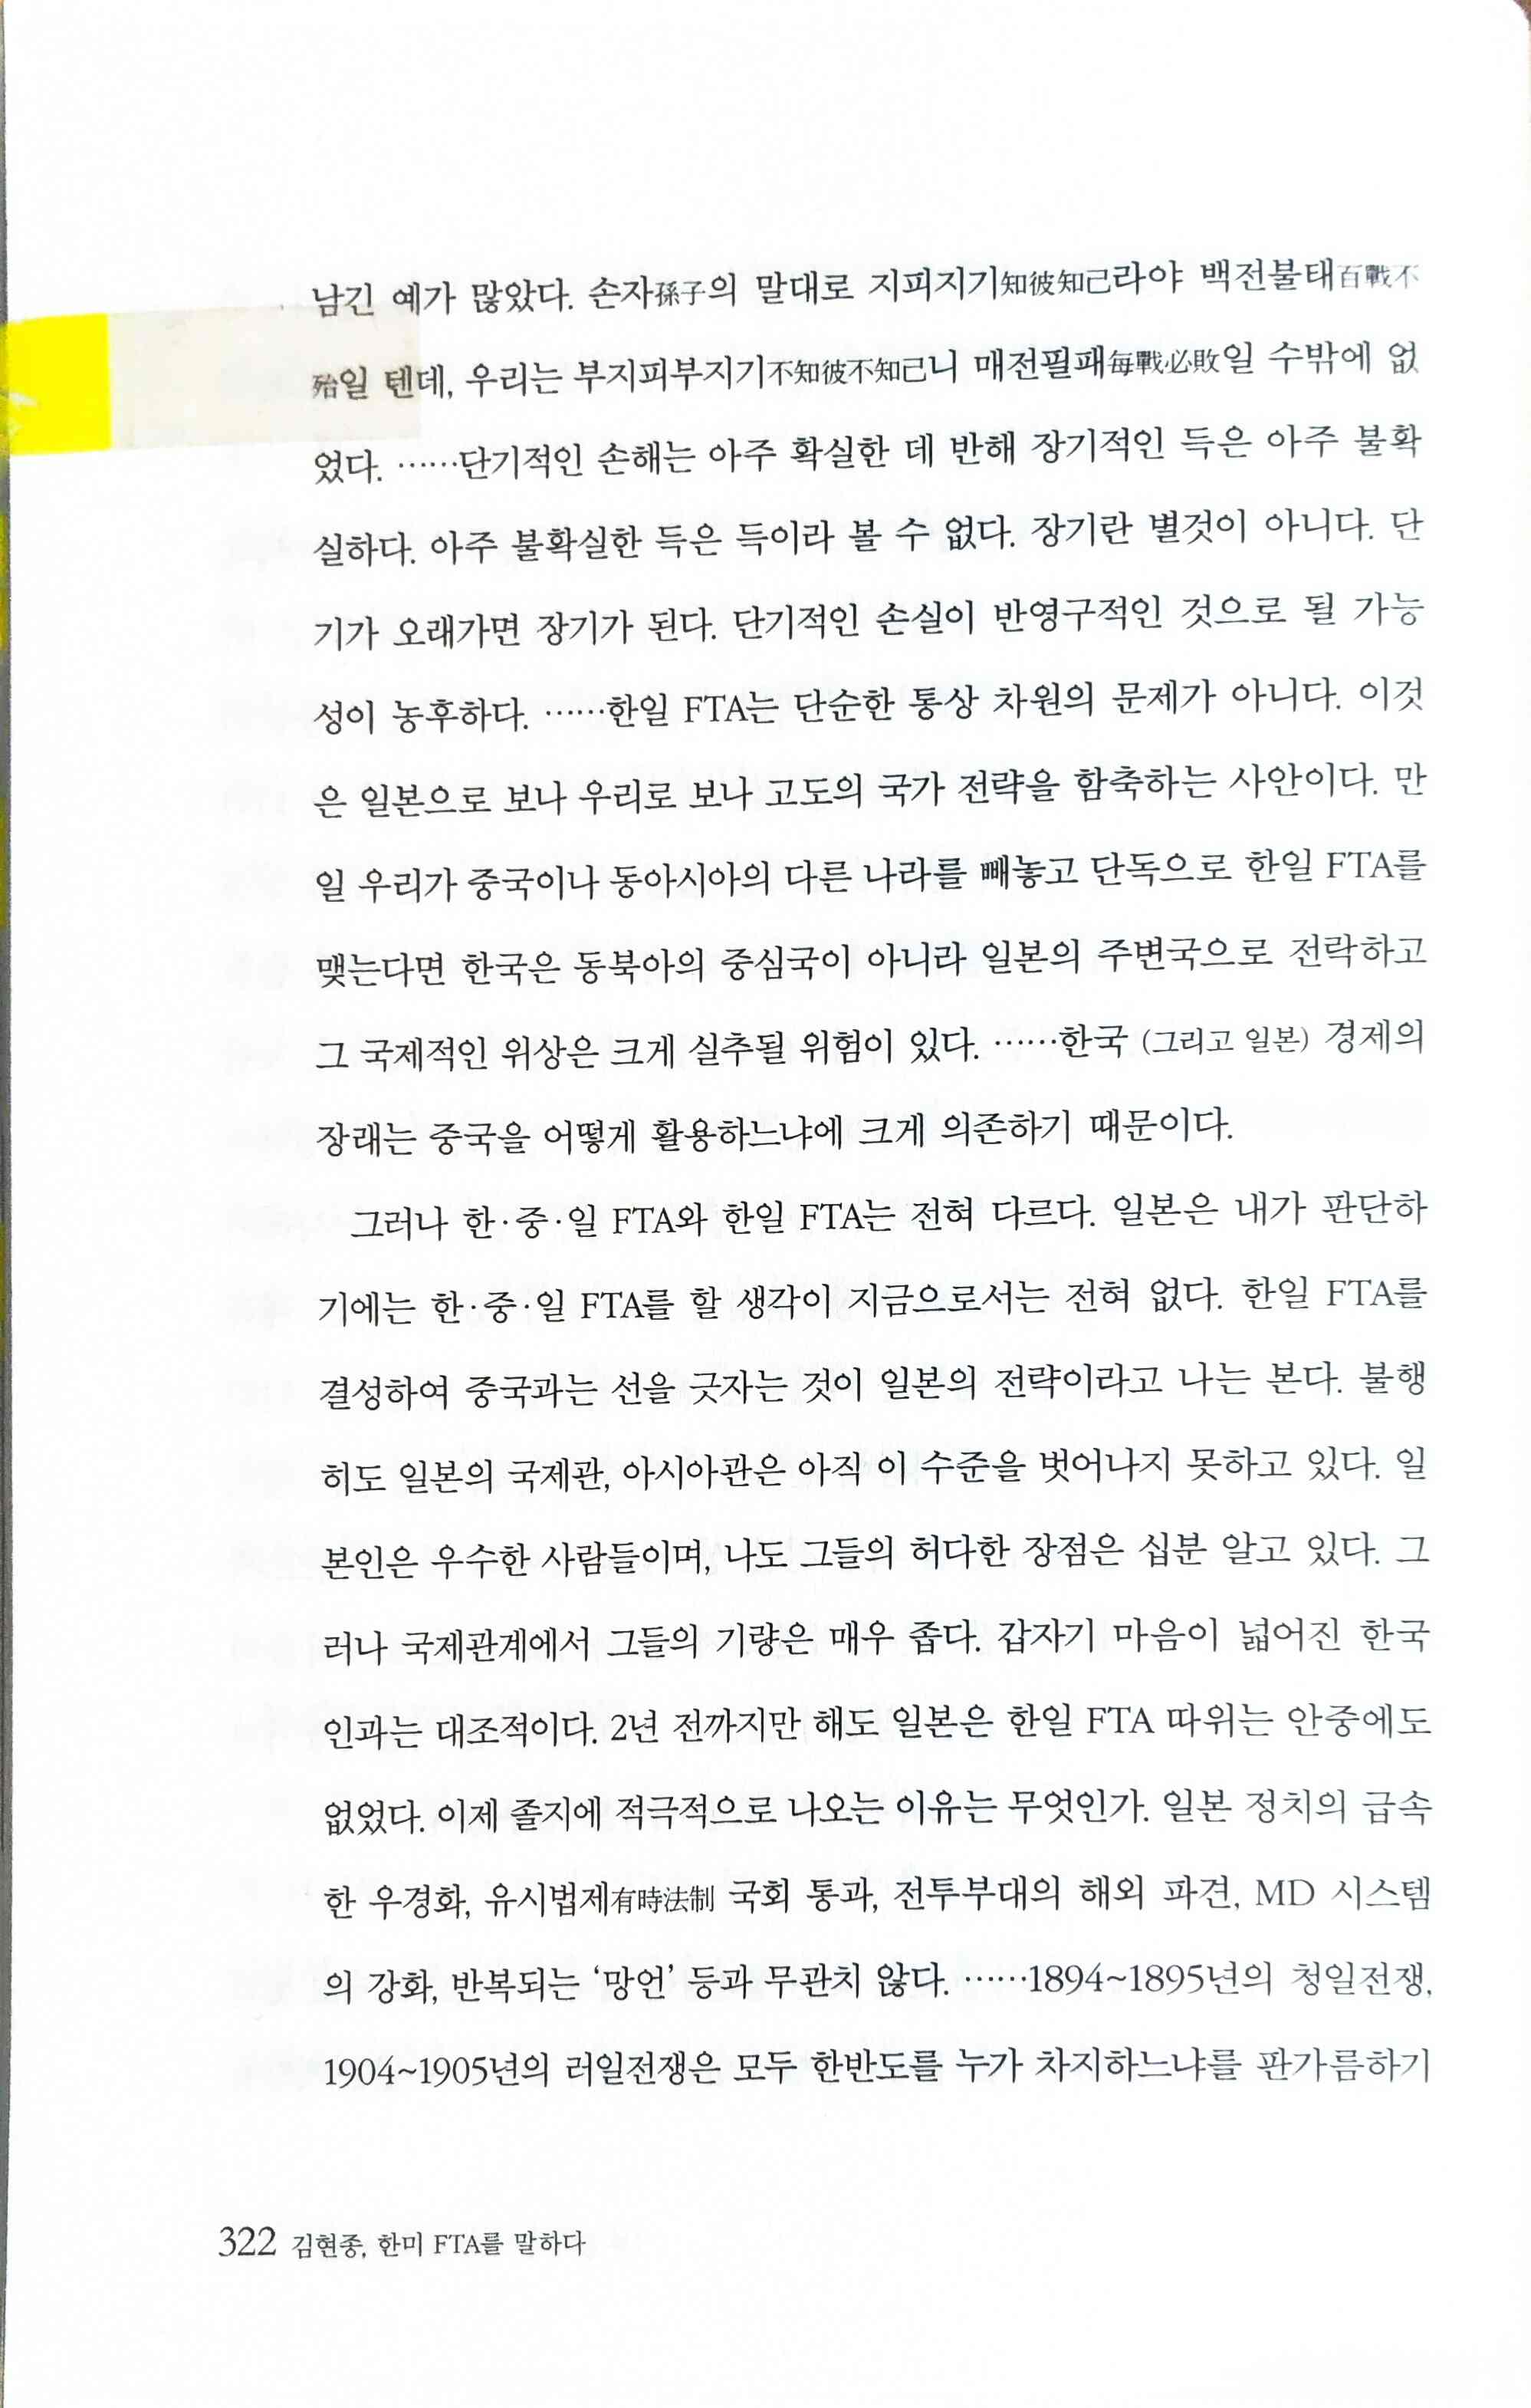 남긴 예가 많았다. 손자孫子의 말대로 지피지기知彼知己라야 백전불태百戰不
殆일 텐데, 우리는 부지피부지기不知彼不知己니 매전필패每戰必敗일 수밖에 없
었다. ……단기적인 손해는 아주 확실한 데 반해 장기적인 득은 아주 불확
실하다. 아주 불확실한 득은 득이라 볼 수 없다. 장기란 별것이 아니다. 단
기가 오래가면 장기가 된다. 단기적인 손실이 반영구적인 것으로 될 가능
성이 농후하다. ……한일 FTA는 단순한 통상 차원의 문제가 아니다. 이것
은 일본으로 보나 우리로 보나 고도의 국가 전략을 함축하는 사안이다. 만
일 우리가 중국이나 동아시아의 다른 나라를 빼놓고 단독으로 한일 FTA를
맺는다면 한국은 동북아의 중심국이 아니라 일본의 주변국으로 전락하고
그 국제적인 위상은 크게 실추될 위험이 있다. ……한국 (그리고 일본) 경제의
장래는 중국을 어떻게 활용하느냐에 크게 의존하기 때문이다.
그러나 한·중·일 FTA와 한일 FTA는 전혀 다르다. 일본은 내가 판단하
기에는 한·중·일 FTA를 할 생각이 지금으로서는 전혀 없다. 한일 FTA를
결성하여 중국과는 선을 긋자는 것이 일본의 전략이라고 나는 본다. 불행
히도 일본의 국제관, 아시아관은 아직 이 수준을 벗어나지 못하고 있다. 일
본인은 우수한 사람들이며, 나도 그들의 허다한 장점은 십분 알고 있다. 그
러나 국제관계에서 그들의 기량은 매우 좁다. 갑자기 마음이 넓어진 한국
인과는 대조적이다. 2년 전까지만 해도 일본은 한일 FTA 따위는 안중에도
없었다. 이제 졸지에 적극적으로 나오는 이유는 무엇인가. 일본 정치의 급속
한 우경화, 유시법제有時法制 국회 통과, 전투부대의 해외 파견, MD 시스템
의 강화, 반복되는 ‘망언’ 등과 무관치 않다. ……1894~1895년의 청일전쟁,
1904~1905년의 러일전쟁은 모두 한반도를 누가 차지하느냐를 판가름하기
322 김현종, 한미 FTA를 말하다